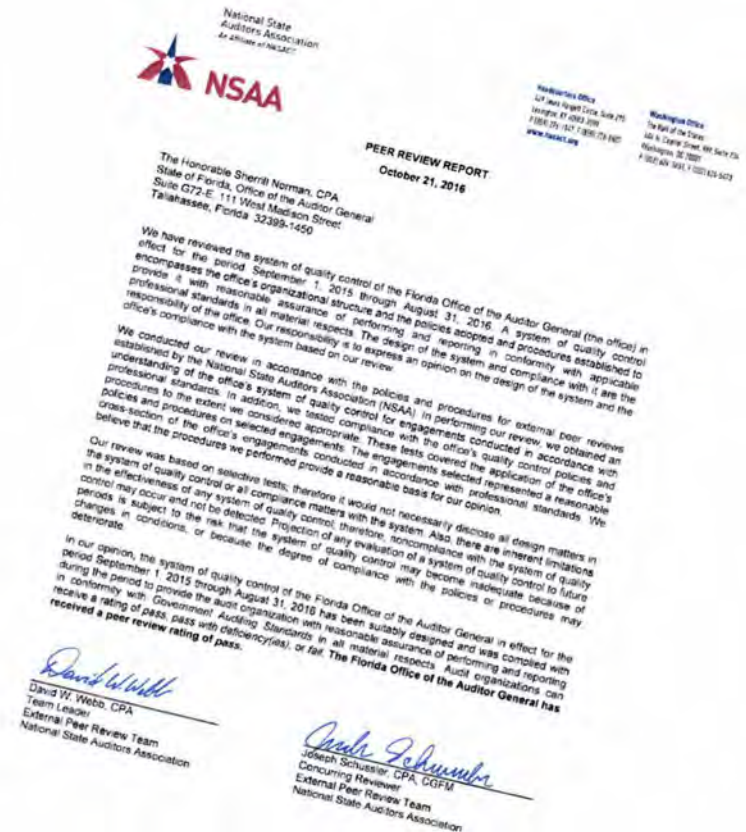 National State
Auditors Association
An Affiliate of NASACT
NSAA
Headquarters Office
Lexington, KY
www.nasact.org
Washington Office
The Hall of the States
Washington, DC 20001
PEER REVIEW REPORT
October 21, 2016
The Honorable Sherrill Norman, CPA
State of Florida, Office of the Auditor General
Suite G72-E, 111 West Madison Street
Tallahassee, Florida 32399-1450
We have reviewed the system of quality control of the Florida Office of the Auditor General (the office) in
effect for the period September 1, 2015 through August 31, 2016. A system of quality control
encompasses the office's organizational structure and the policies adopted and procedures established to
provide it with reasonable assurance of performing and reporting in conformity with applicable
professional standards in all material respects. The design of the system and compliance with it are the
responsibility of the office. Our responsibility is to express an opinion on the design of the system and the
office's compliance with the system based on our review.
We conducted our review in accordance with the policies and procedures for external peer reviews
established by the National State Auditors Association (NSAA). In performing our review, we obtained an
understanding of the office's system of quality control for engagements conducted in accordance with
professional standards. In addition, we tested compliance with the office's quality control policies and
procedures to the extent we considered appropriate. These tests covered the application of the office's
policies and procedures on selected engagements. The engagements selected represented a reasonable
cross-section of the office's engagements conducted in accordance with professional standards. We
believe that the procedures we performed provide a reasonable basis for our opinion.
Our review was based on selective tests; therefore it would not necessarily disclose all design matters in
the system of quality control or all compliance matters with the system. Also, there are inherent limitations
in the effectiveness of any system of quality control; therefore, noncompliance with the system of quality
control may occur and not be detected. Projection of any evaluation of a system of quality control to future
periods is subject to the risk that the system of quality control may become inadequate because of
changes in conditions, or because the degree of compliance with the policies or procedures may
deteriorate.
In our opinion, the system of quality control of the Florida Office of the Auditor General in effect for the
period September 1, 2015 through August 31, 2016 has been suitably designed and was complied with
during the period to provide the audit organization with reasonable assurance of performing and reporting
in conformity with Government Auditing Standards in all material respects. Audit organizations can
receive a rating of pass, pass with deficiency(ies), or fail. The Florida Office of the Auditor General has
received a peer review rating of pass.
David W. Webb
David W. Webb, CPA
Team Leader
External Peer Review Team
National State Auditors Association
Joseph Schussler, CPA, CGFM
Concurring Reviewer
External Peer Review Team
National State Auditors Association